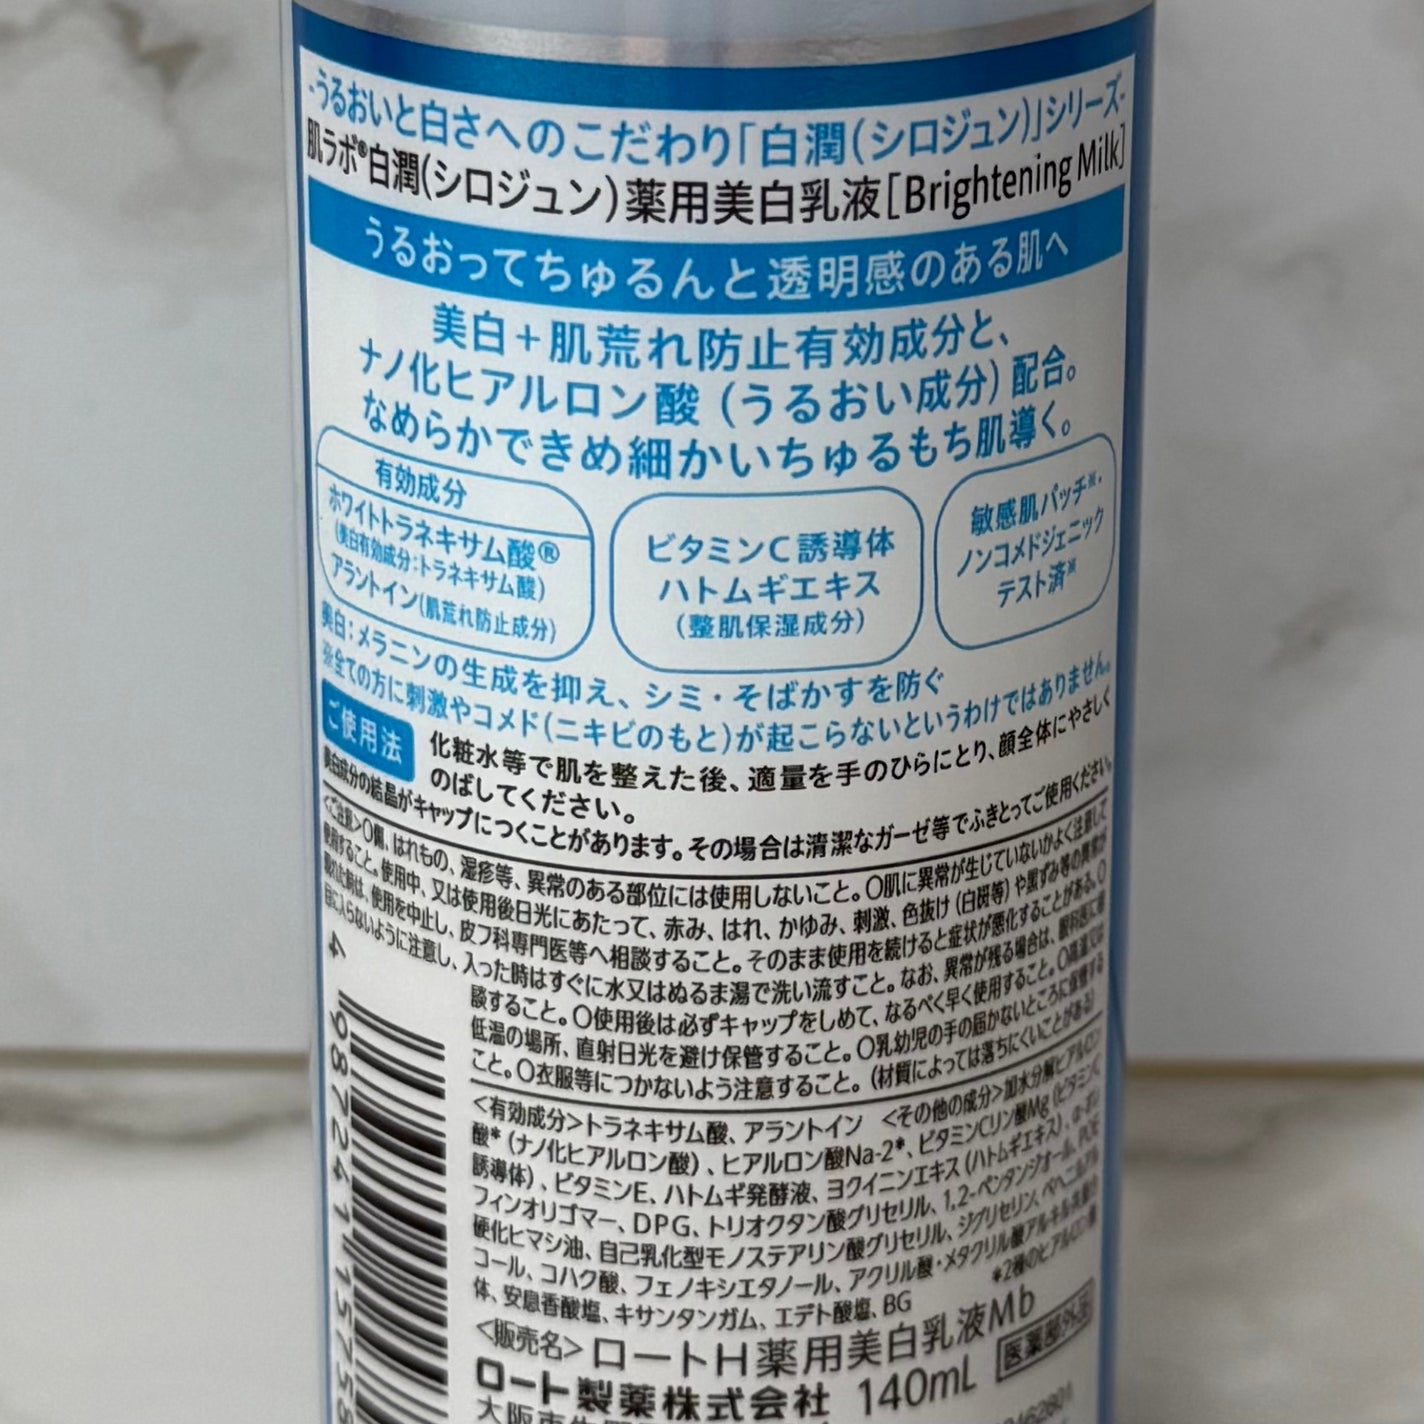 -うるおいと白さへのこだわり「白潤(シロジュン)」シリーズ-
肌ラボ®白潤(シロジュン)薬用美白乳液[Brightening Milk]
うるおってちゅるんと透明感のある肌へ
美白+肌荒れ防止有効成分と、
ナノ化ヒアルロン酸(うるおい成分)配合。
なめらかできめ細かいちゅるもち肌導く。
有効成分
ホワイトトラネキサム酸®
(美白有効成分:トラネキサム酸)
アラントイン(肌荒れ防止成分)
ビタミンC誘導体
ハトムギエキス
(整肌保湿成分)
敏感肌パッチ※・
ノンコメドジェニック
テスト済※
美白:メラニンの生成を抑え、シミ・そばかすを防ぐ
※全ての方に刺激やコメド(ニキビのもと)が起こらないというわけではありません。
ご使用法
化粧水等で肌を整えた後、適量を手のひらにとり、顔全体にやさしく
のばしてください。
美白成分の結晶がキャップにつくことがあります。その場合は清潔なガーゼ等でふきとってご使用ください。
<ご注意>○傷、はれもの、湿疹等、異常のある部位には使用しないこと。○肌に異常が生じていないかよく注意して
使用すること。使用中、又は使用後日光にあたって、赤み、はれ、かゆみ、刺激、色抜け(白斑等)や黒ずみ等の異常が
現れた時は、使用を中止し、皮フ科専門医等へ相談すること。そのまま使用を続けると症状が悪化することがある。○
目に入らないように注意し、入った時はすぐに水又はぬるま湯で洗い流すこと。なお、異常が残る場合は、眼科医に相
談すること。○使用後は必ずキャップをしめて、なるべく早く使用すること。○高温又は
低温の場所、直射日光を避け保管すること。○乳幼児の手の届かないところに保管する
こと。○衣服等につかないよう注意すること。(材質によっては落ちにくいことがある)
<有効成分>トラネキサム酸、アラントイン <その他の成分>加水分解ヒアルロン
酸*(ナノ化ヒアルロン酸)、ヒアルロン酸Na-2*、ビタミンCリン酸Mg(ビタミンC
誘導体)、ビタミンE、ハトムギ発酵液、ヨクイニンエキス(ハトムギエキス)、α-オレ
フィンオリゴマー、DPG、トリオクタン酸グリセリル、1,2-ペンタンジオール、POE
硬化ヒマシ油、自己乳化型モノステアリン酸グリセリル、ジグリセリン、ベヘニルアル
コール、コハク酸、フェノキシエタノール、アクリル酸・メタクリル酸アルキル共重合
体、安息香酸塩、キサンタンガム、エデト酸塩、BG
*2種のヒアルロン酸
<販売名>ロートH薬用美白乳液Mb
医薬部外品
ロート製薬株式会社 140mL
4 987241 15758